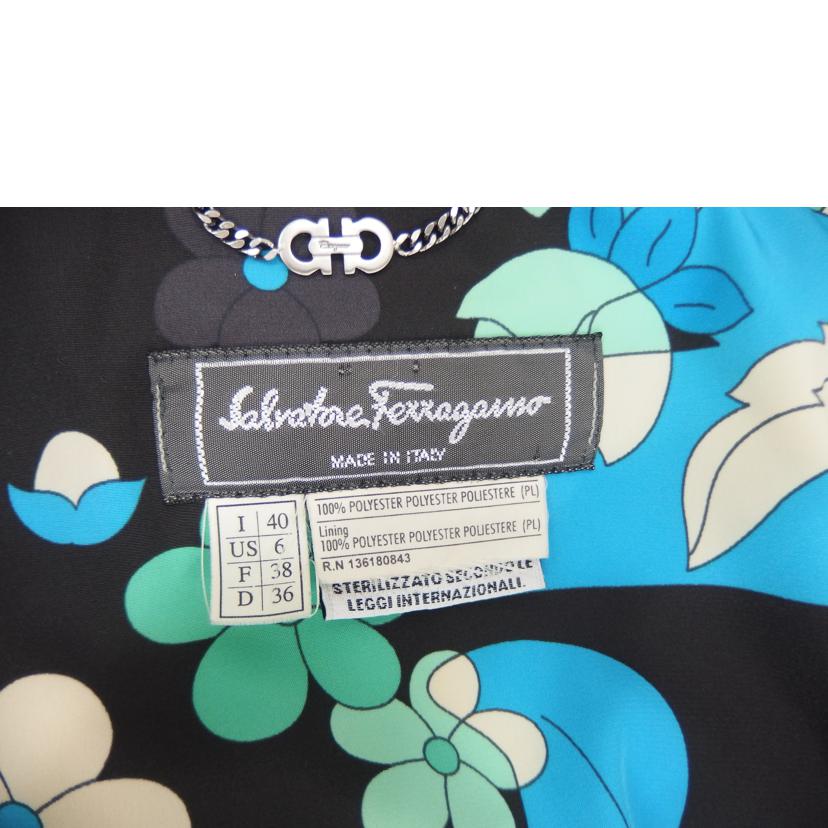 Salvatore Ferragamo
MADE IN ITALY
I 40
US 6
F 38
D 36
100% POLYESTER POLYESTER POLIESTERE (PL)
Lining
100% POLYESTER POLYESTER POLIESTERE (PL)
R.N 136180843
STERILIZZATO SECONDO LE
LEGGI INTERNAZIONALI.